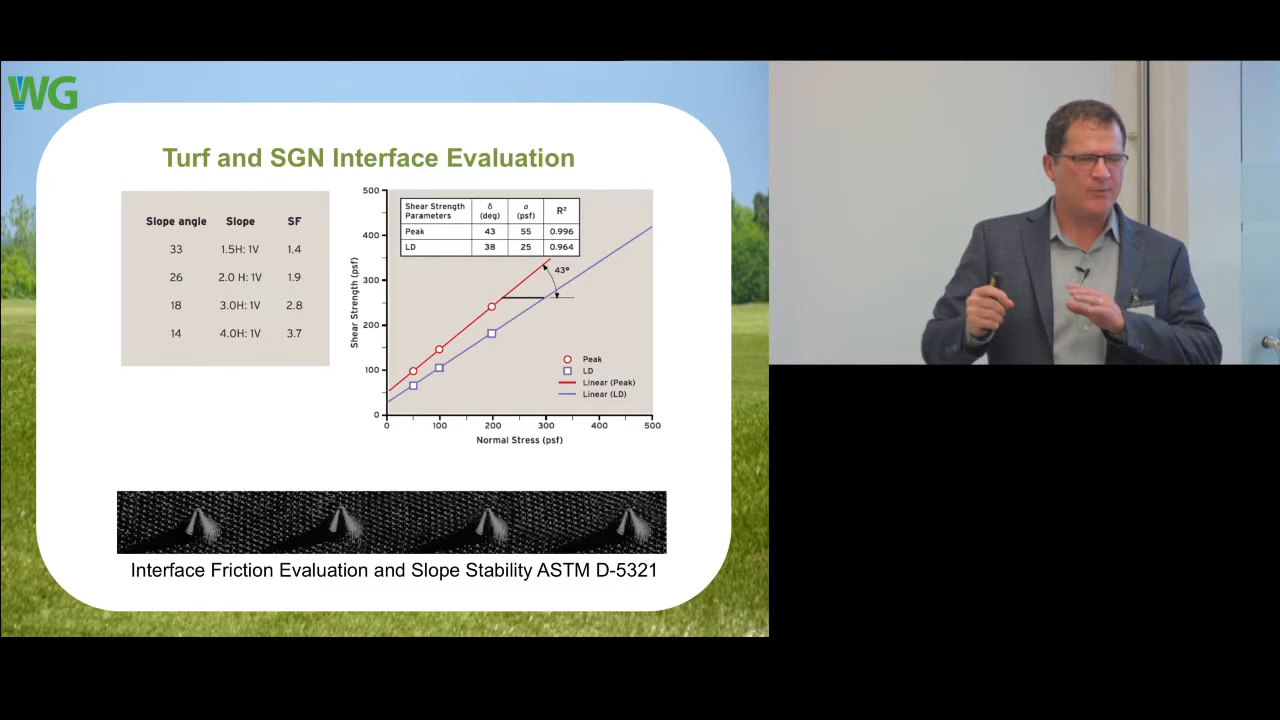 WG
Turf and SGN Interface Evaluation
Slope angle Slope SF
33 1.5H: 1V 1.4
26 2.0 H: 1V 1.9
18 3.0H: 1V 2.8
14 4.0H: 1V 3.7
Shear Strength (psf)
500
400
300
200
100
0
Shear Strength Parameters δ (deg) a (psf) R²
Peak 43 55 0.996
LD 38 25 0.964
43º
Peak
LD
Linear (Peak)
Linear (LD)
0 100 200 300 400 500
Normal Stress (psf)
Interface Friction Evaluation and Slope Stability ASTM D-5321